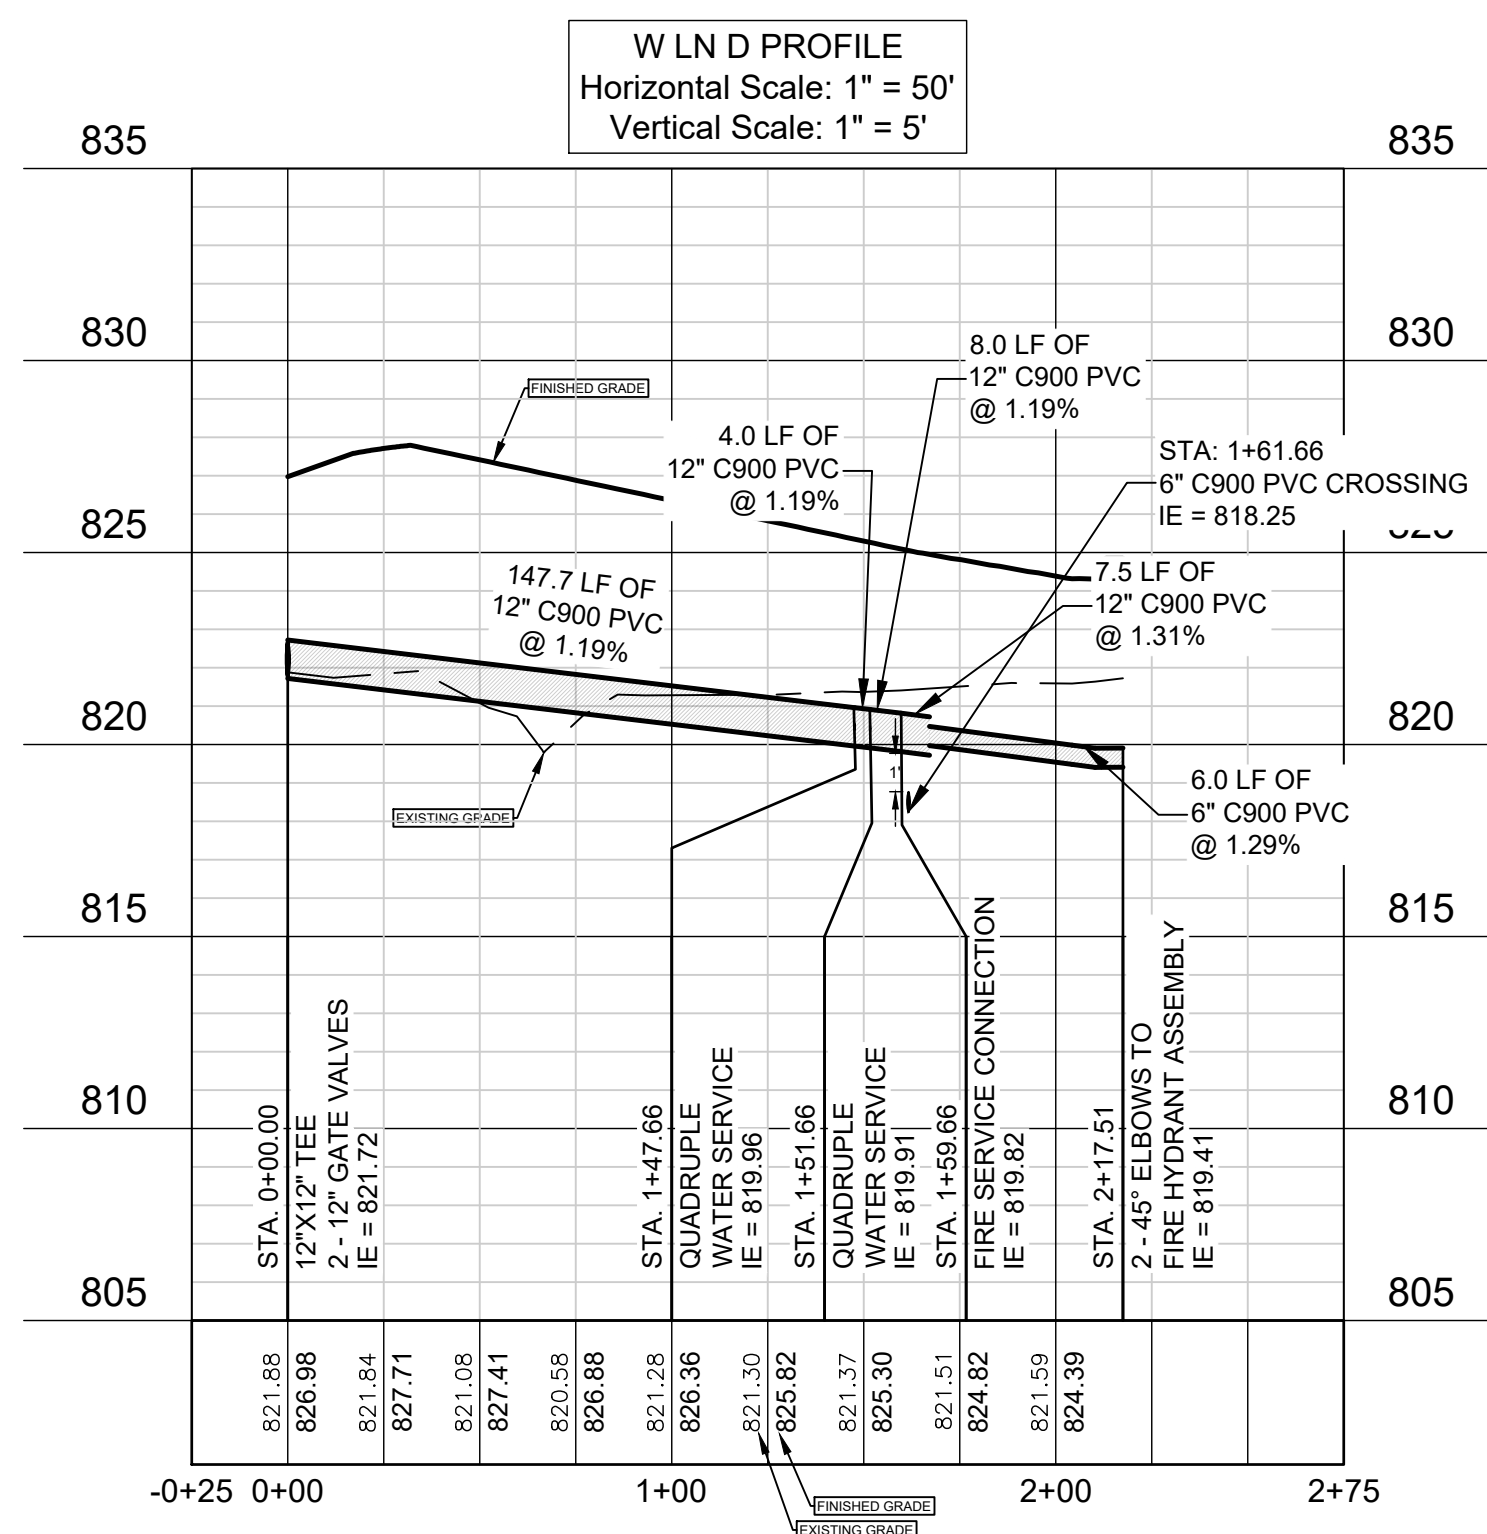 W LN D PROFILE
Horizontal Scale: 1" = 50'
Vertical Scale: 1" = 5'
835
835
830
830
8.0 LF OF
12" C900 PVC
@ 1.19%
FINISHED GRADE
4.0 LF OF
12" C900 PVC
@ 1.19%
STA: 1+61.66
6" C900 PVC CROSSING
IE = 818.25
825
147.7 LF OF
12" C900 PVC
@ 1.19%
7.5 LF OF
12" C900 PVC
@ 1.31%
820
820
1'
6.0 LF OF
6" C900 PVC
@ 1.29%
EXISTING GRADE
815
815
810
810
805
805
STA. 0+00.00
12"X12" TEE
2 - 12" GATE VALVES
IE = 821.72
STA. 1+47.66
QUADRUPLE
WATER SERVICE
IE = 819.96
STA. 1+51.66
QUADRUPLE
WATER SERVICE
IE = 819.91
STA. 1+59.66
FIRE SERVICE CONNECTION
IE = 819.82
STA. 2+17.51
2 - 45° ELBOWS TO
FIRE HYDRANT ASSEMBLY
IE = 819.41
821.88
826.98
821.84
827.71
821.08
827.41
820.58
826.88
821.28
826.36
821.30
825.82
821.37
825.30
821.51
824.82
821.59
824.39
-0+25
0+00
1+00
2+00
2+75
FINISHED GRADE
EXISTING GRADE